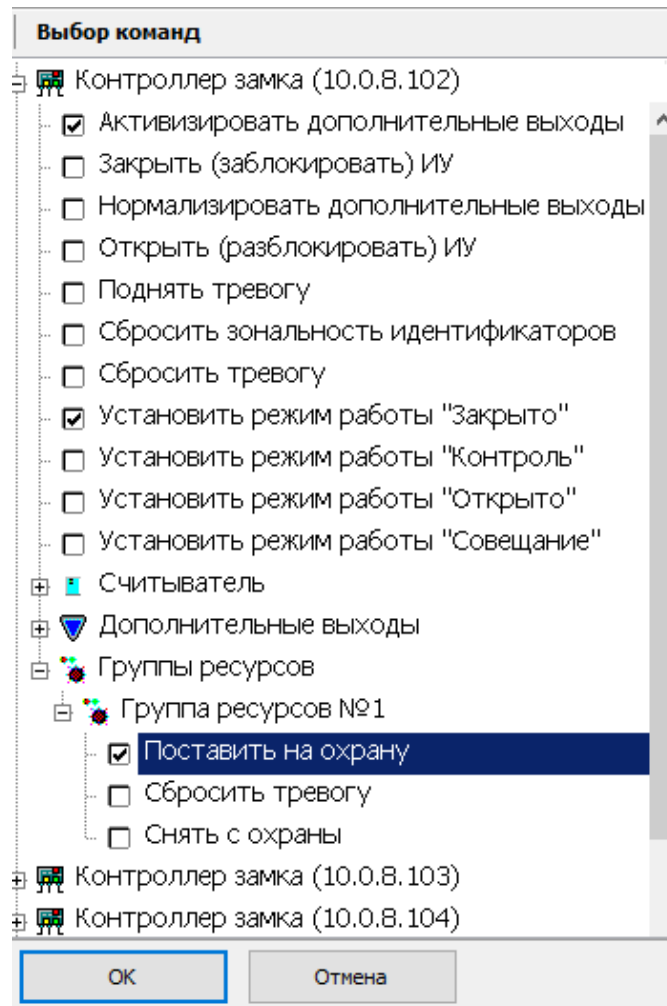 Выбор команд
Контроллер замка (10.0.8.102)
Активизировать дополнительные выходы
Закрыть (заблокировать) ИУ
Нормализировать дополнительные выходы
Открыть (разблокировать) ИУ
Поднять тревогу
Сбросить зональность идентификаторов
Сбросить тревогу
Установить режим работы "Закрыто"
Установить режим работы "Контроль"
Установить режим работы "Открыто"
Установить режим работы "Совещание"
Считыватель
Дополнительные выходы
Группы ресурсов
Группа ресурсов №1
Поставить на охрану
Сбросить тревогу
Снять с охраны
Контроллер замка (10.0.8.103)
Контроллер замка (10.0.8.104)
ОК Отмена